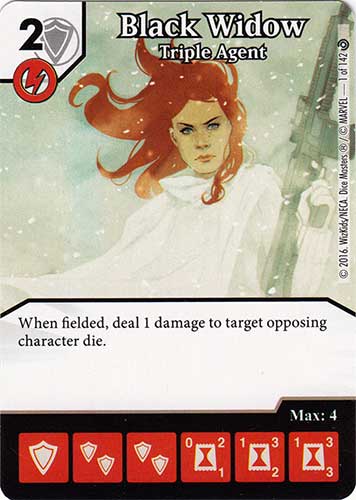 2
Black Widow
Triple Agent
© 2016. WizKids/NECA. Dice Masters ® / © MARVEL — 1 of 142
When fielded, deal 1 damage to target opposing
character die.
Max: 4
0 2 1
1 3 2
1 3 3